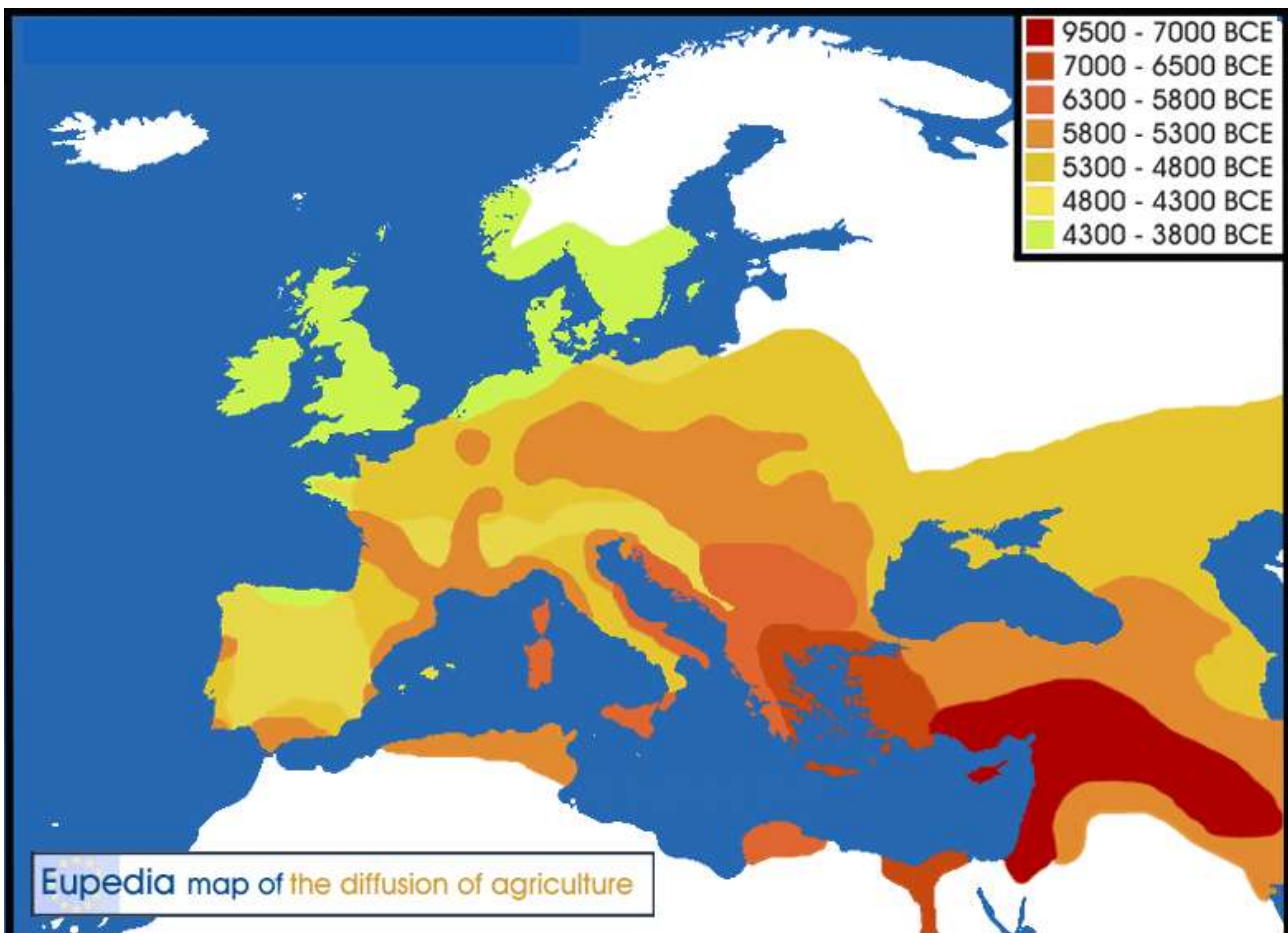 9500 - 7000 BCE
7000 - 6500 BCE
6300 - 5800 BCE
5800 - 5300 BCE
5300 - 4800 BCE
4800 - 4300 BCE
4300 - 3800 BCE
Eupedia map of the diffusion of agriculture